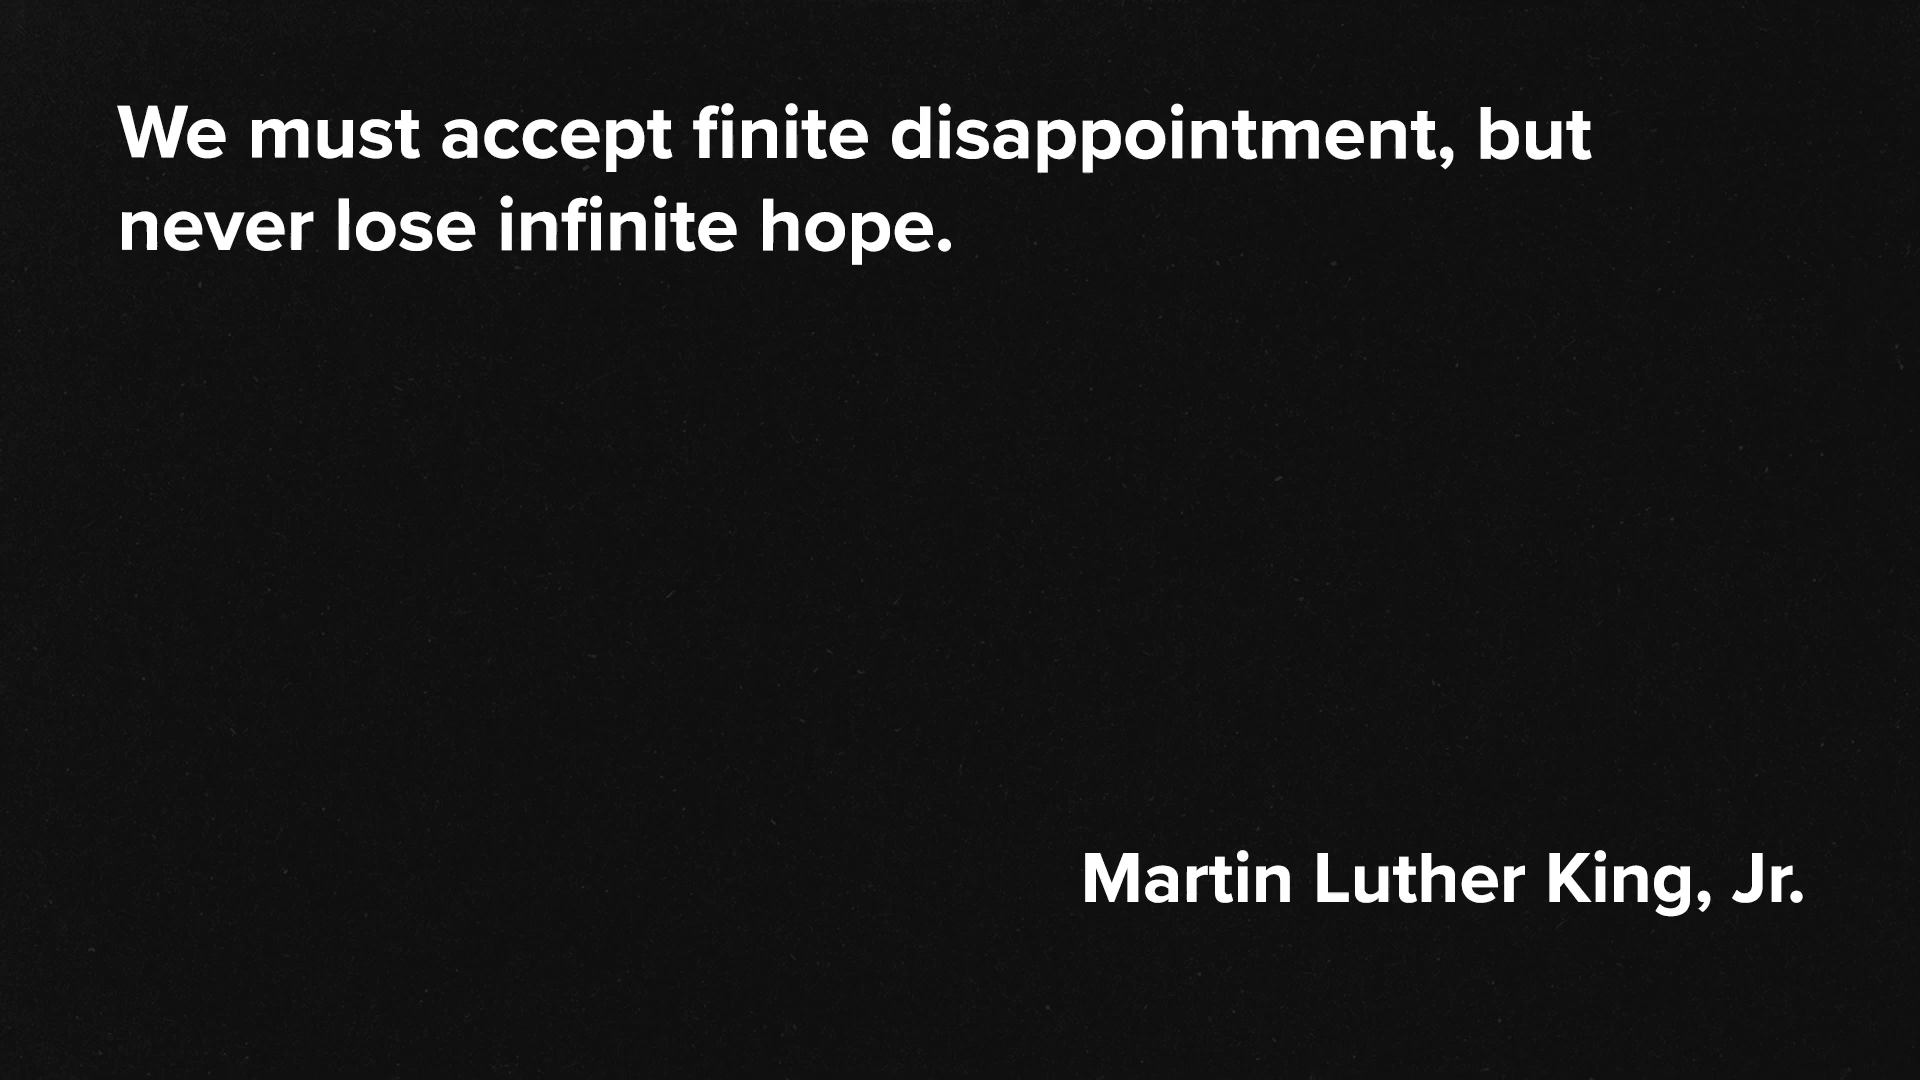 We must accept finite disappointment, but
never lose infinite hope.
Martin Luther King, Jr.